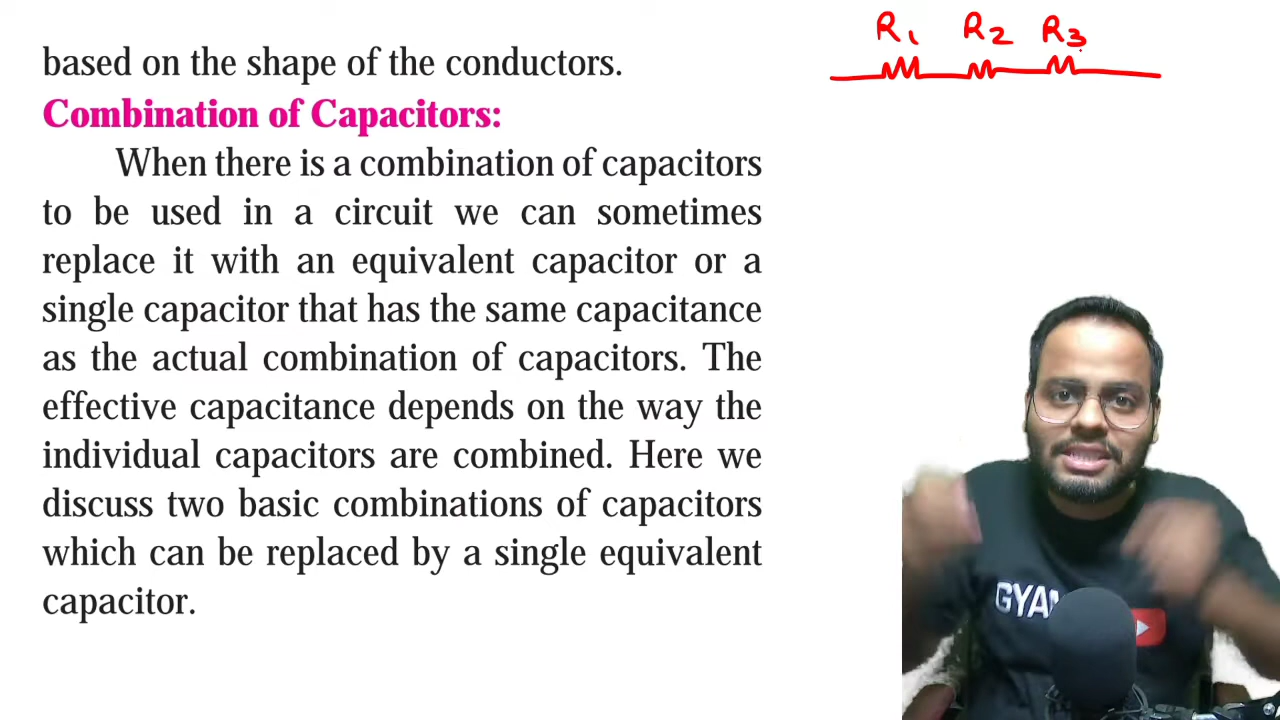 based on the shape of the conductors.
Combination of Capacitors:
When there is a combination of capacitors
to be used in a circuit we can sometimes
replace it with an equivalent capacitor or a
single capacitor that has the same capacitance
as the actual combination of capacitors. The
effective capacitance depends on the way the
individual capacitors are combined. Here we
discuss two basic combinations of capacitors
which can be replaced by a single equivalent
capacitor.
R1 R2 R3